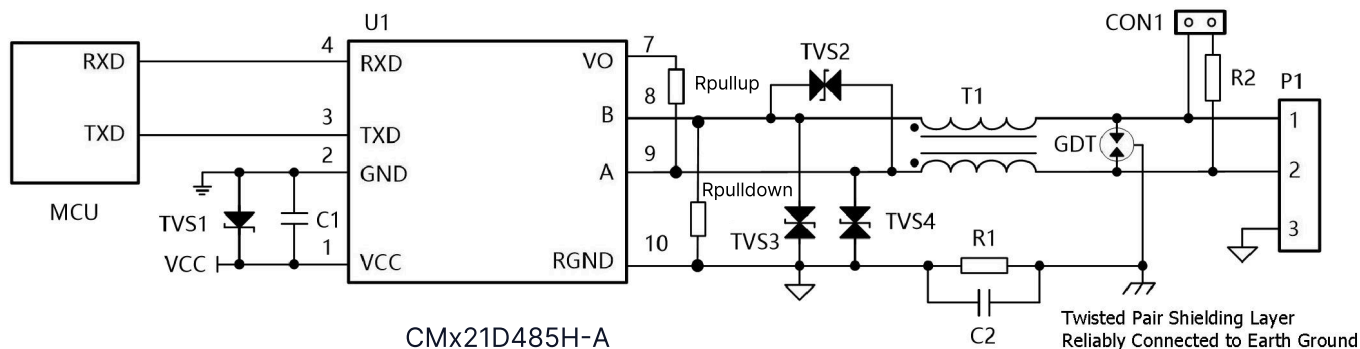 U1
CON1
RXD
4
RXD
VO
7
Rpullup
TVS2
R2
P1
8
B
T1
1
TXD
3
TXD
GDT
2
GND
A
9
2
MCU
Rpulldown
TVS1
C1
TVS3
TVS4
3
VCC
1
VCC
RGND
10
R1
C2
CMx21D485H-A
Twisted Pair Shielding Layer
Reliably Connected to Earth Ground